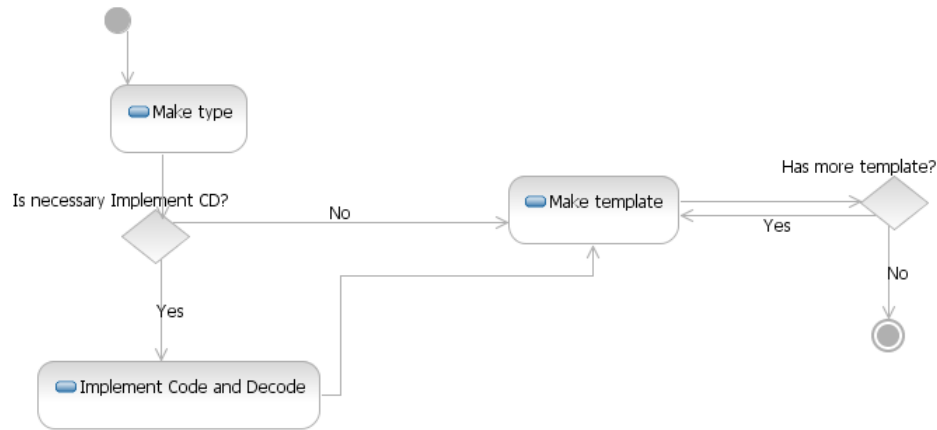 Make type
Is necessary Implement CD?
No
Yes
Implement Code and Decode
Make template
Has more template?
Yes
No